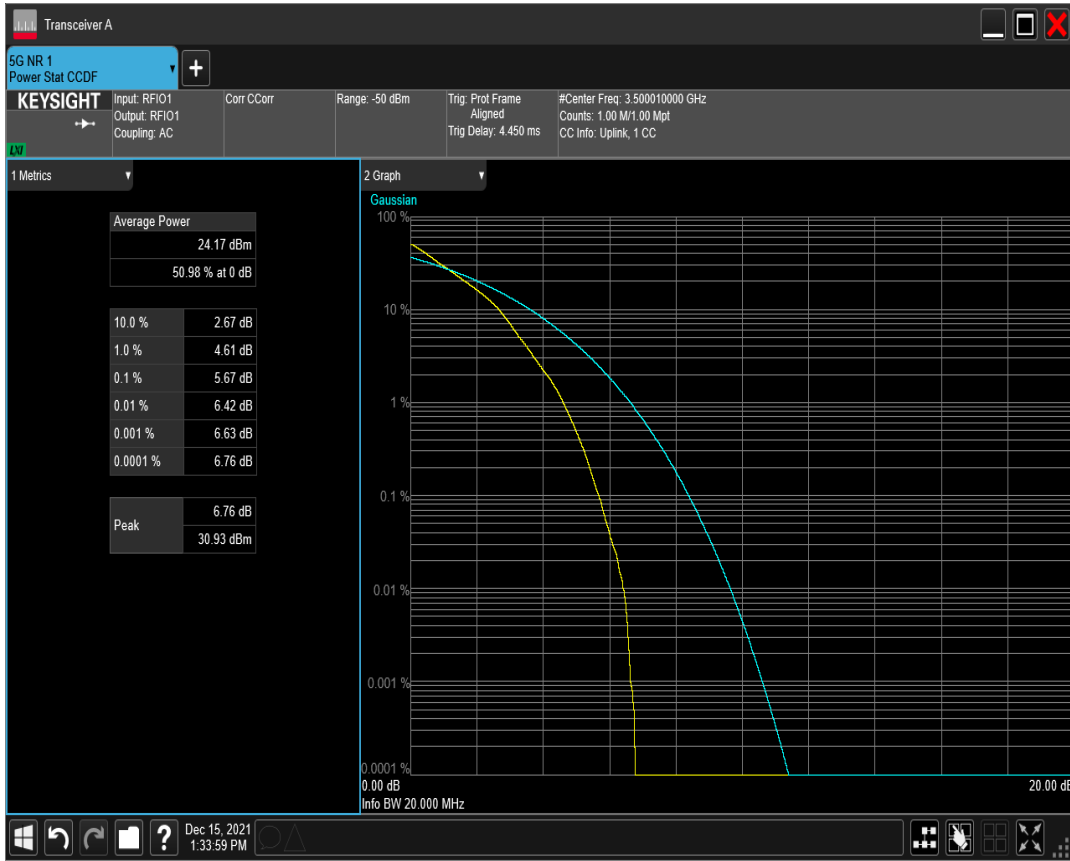 Transceiver A
5G NR 1
Power Stat CCDF
+
KEYSIGHT
LXI
Input: RFIO1
Output: RFIO1
Coupling: AC
Corr CCorr
Range: -50 dBm
Trig: Prot Frame
Aligned
Trig Delay: 4.450 ms
#Center Freq: 3.500010000 GHz
Counts: 1.00 M/1.00 Mpt
CC Info: Uplink, 1 CC
1 Metrics
Average Power
24.17 dBm
50.98 % at 0 dB
10.0 % 2.67 dB
1.0 % 4.61 dB
0.1 % 5.67 dB
0.01 % 6.42 dB
0.001 % 6.63 dB
0.0001 % 6.76 dB
Peak
6.76 dB
30.93 dBm
2 Graph
Gaussian
100 %
10 %
1 %
0.1 %
0.01 %
0.001 %
0.0001 %
0.00 dB 20.00 dB
Info BW 20.000 MHz
?
Dec 15, 2021
1:33:59 PM